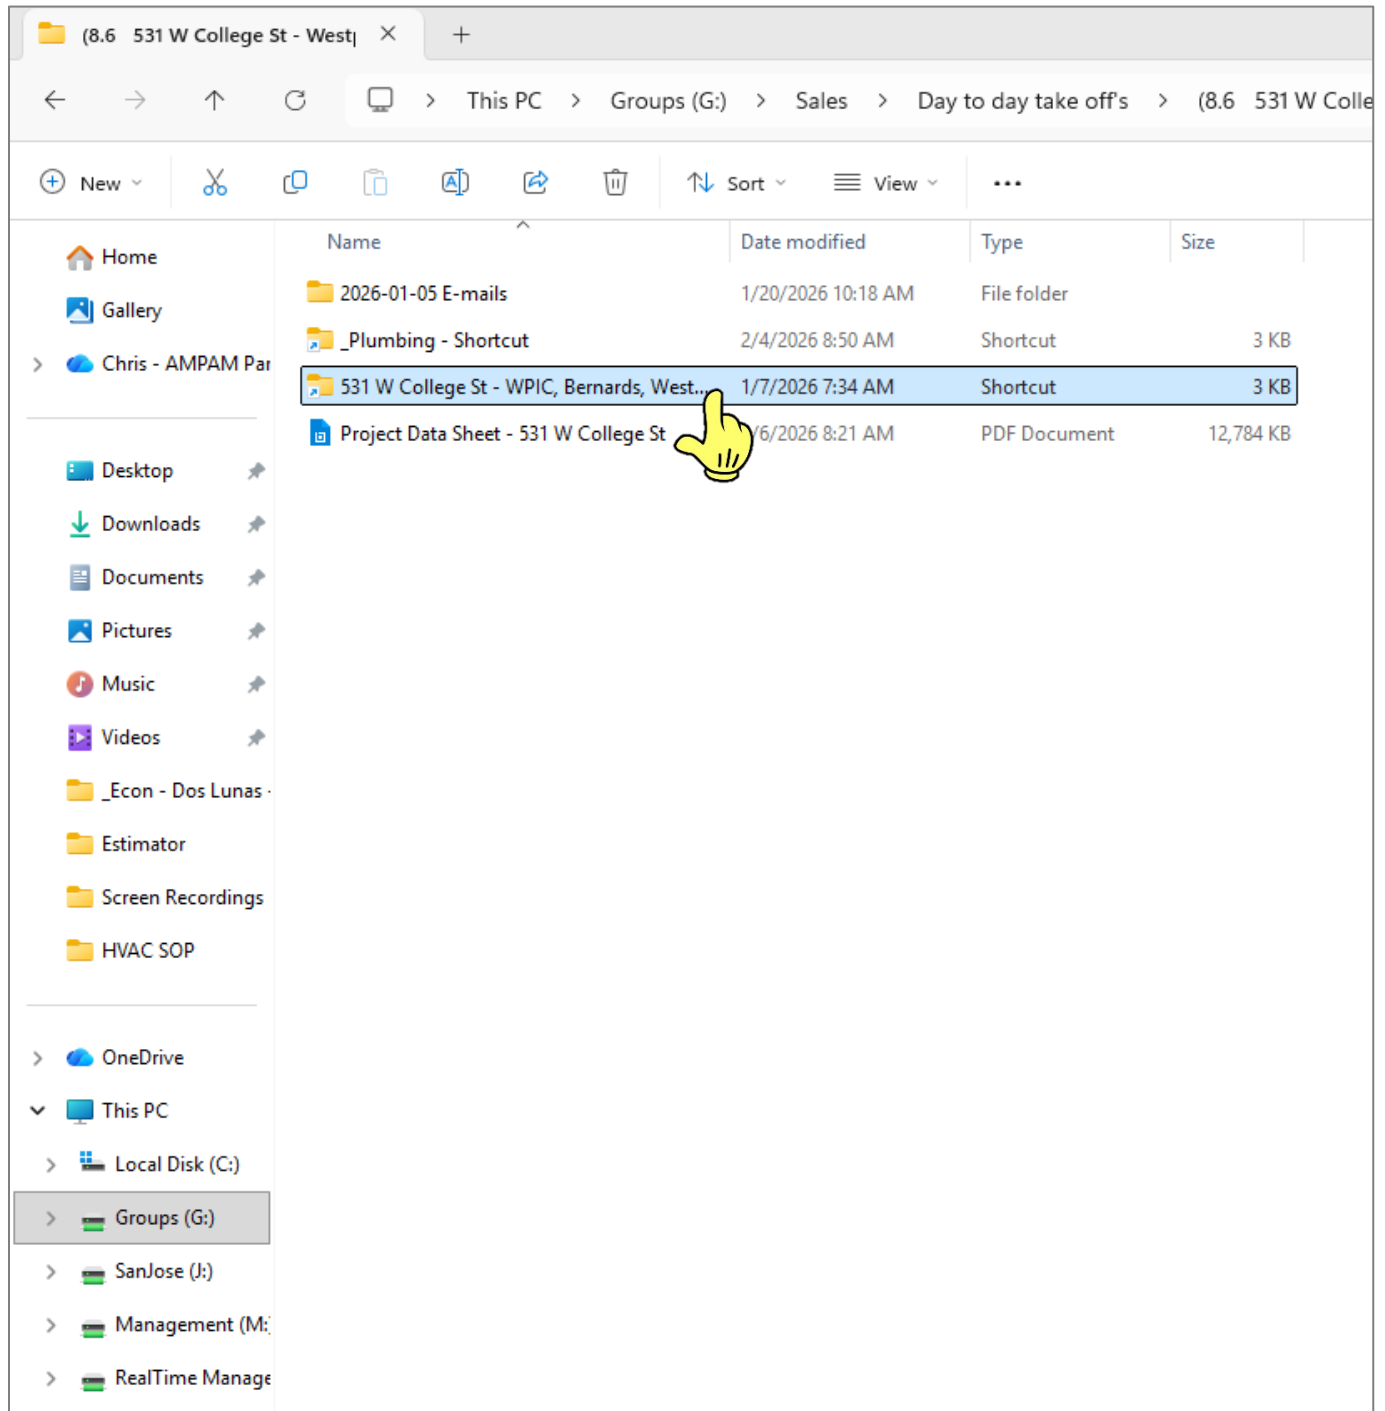 (8.6 531 W College St - West
This PC > Groups (G:) > Sales > Day to day take off's > (8.6 531 W Colle
New Sort View ...
Name Date modified Type Size
2026-01-05 E-mails 1/20/2026 10:18 AM File folder
_Plumbing - Shortcut 2/4/2026 8:50 AM Shortcut 3 KB
531 W College St - WPIC, Bernards, West... 1/7/2026 7:34 AM Shortcut 3 KB
Project Data Sheet - 531 W College St /6/2026 8:21 AM PDF Document 12,784 KB
Home
Gallery
Chris - AMPAM Par
Desktop
Downloads
Documents
Pictures
Music
Videos
_Econ - Dos Lunas -
Estimator
Screen Recordings
HVAC SOP
OneDrive
This PC
Local Disk (C:)
Groups (G:)
SanJose (J:)
Management (M:
RealTime Manage